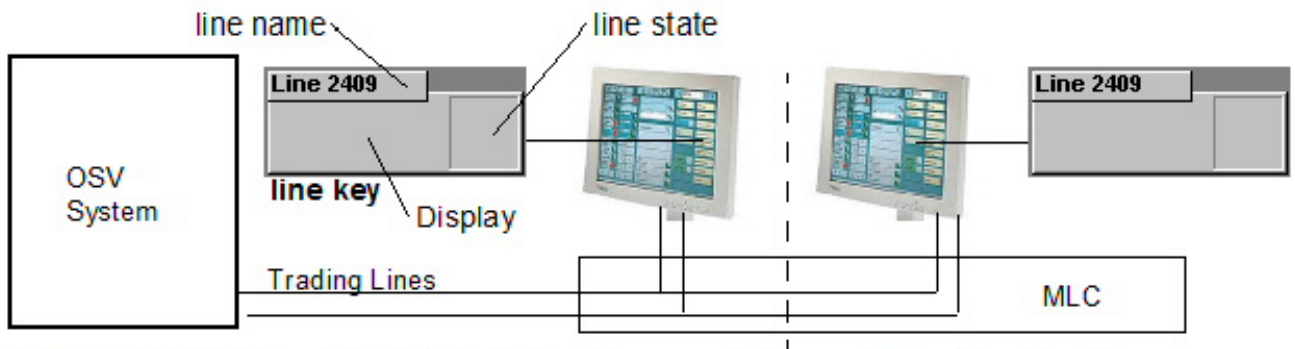 line name
line state
Line 2409
Line 2409
OSV
System
line key
Display
Trading Lines
MLC